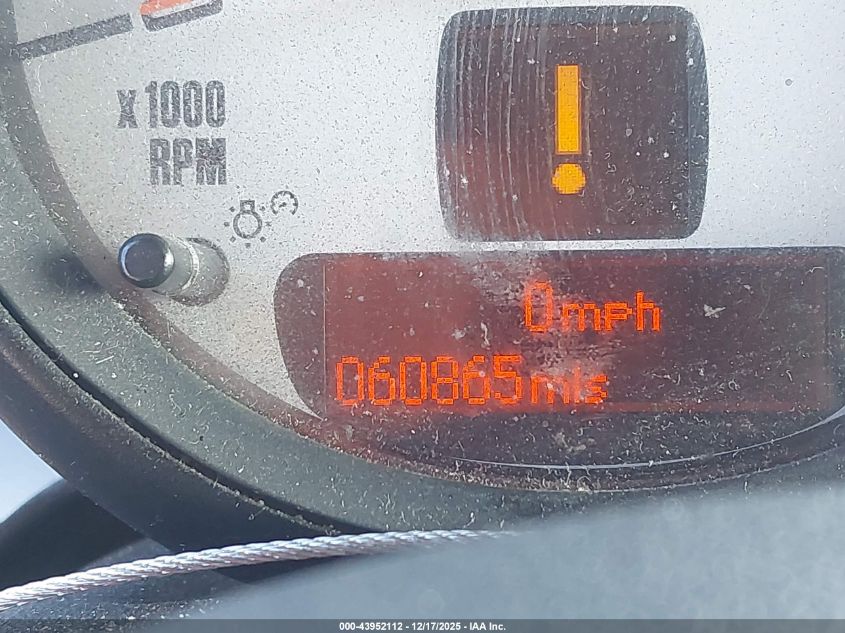 x1000
RPM
!
0mph
060865mls
000-43952112 - 12/17/2025 - IAA Inc.